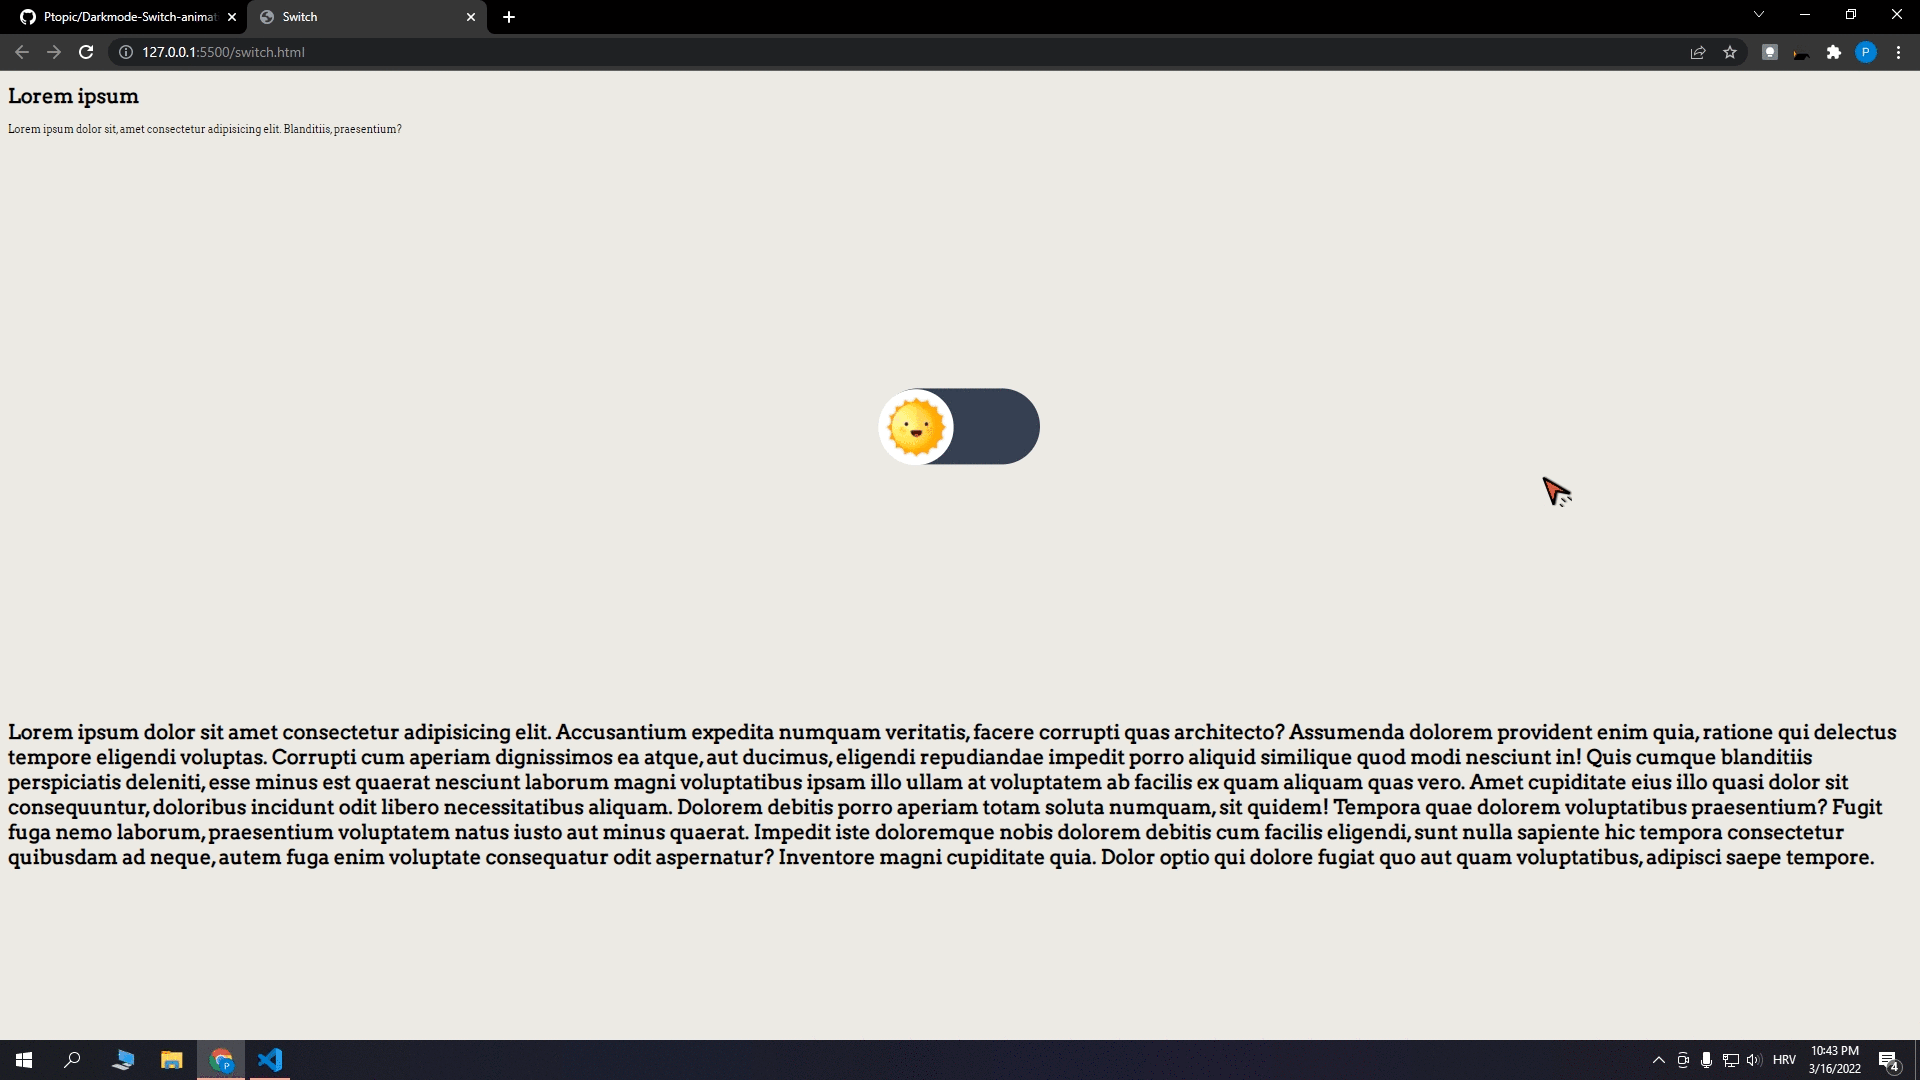 Ptopic/Darkmode-Switch-animat
Switch
127.0.0.1:5500/switch.html
P
Lorem ipsum
Lorem ipsum dolor sit, amet consectetur adipisicing elit. Blanditiis, praesentium?
Lorem ipsum dolor sit amet consectetur adipisicing elit. Accusantium expedita numquam veritatis, facere corrupti quas architecto? Assumenda dolorem provident enim quia, ratione qui delectus
tempore eligendi voluptas. Corrupti cum aperiam dignissimos ea atque, aut ducimus, eligendi repudiandae impedit porro aliquid similique quod modi nesciunt in! Quis cumque blanditiis
perspiciatis deleniti, esse minus est quaerat nesciunt laborum magni voluptatibus ipsam illo ullam at voluptatem ab facilis ex quam aliquam quas vero. Amet cupiditate eius illo quasi dolor sit
consequuntur, doloribus incidunt odit libero necessitatibus aliquam. Dolorem debitis porro aperiam totam soluta numquam, sit quidem! Tempora quae dolorem voluptatibus praesentium? Fugit
fuga nemo laborum, praesentium voluptatem natus iusto aut minus quaerat. Impedit iste doloremque nobis dolorem debitis cum facilis eligendi, sunt nulla sapiente hic tempora consectetur
quibusdam ad neque, autem fuga enim voluptate consequatur odit aspernatur? Inventore magni cupiditate quia. Dolor optio qui dolore fugiat quo aut quam voluptatibus, adipisci saepe tempore.
P
HRV
10:43 PM
3/16/2022
4